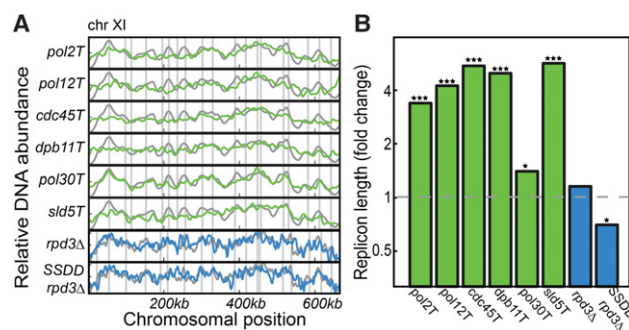 A
chr XI
Relative DNA abundance
pol2T
pol12T
cdc45T
dpb11T
pol30T
sld5T
rpd3Δ
SSDD
rpd3Δ
200kb
400kb
600kb
Chromosomal position
B
Replicon length (fold change)
4
2
1
0.5
***
***
***
***
*
***
*
pol2T
pol12T
cdc45T
dpb11T
pol30T
sld5T
rpd3Δ
SSDD
rpd3Δ